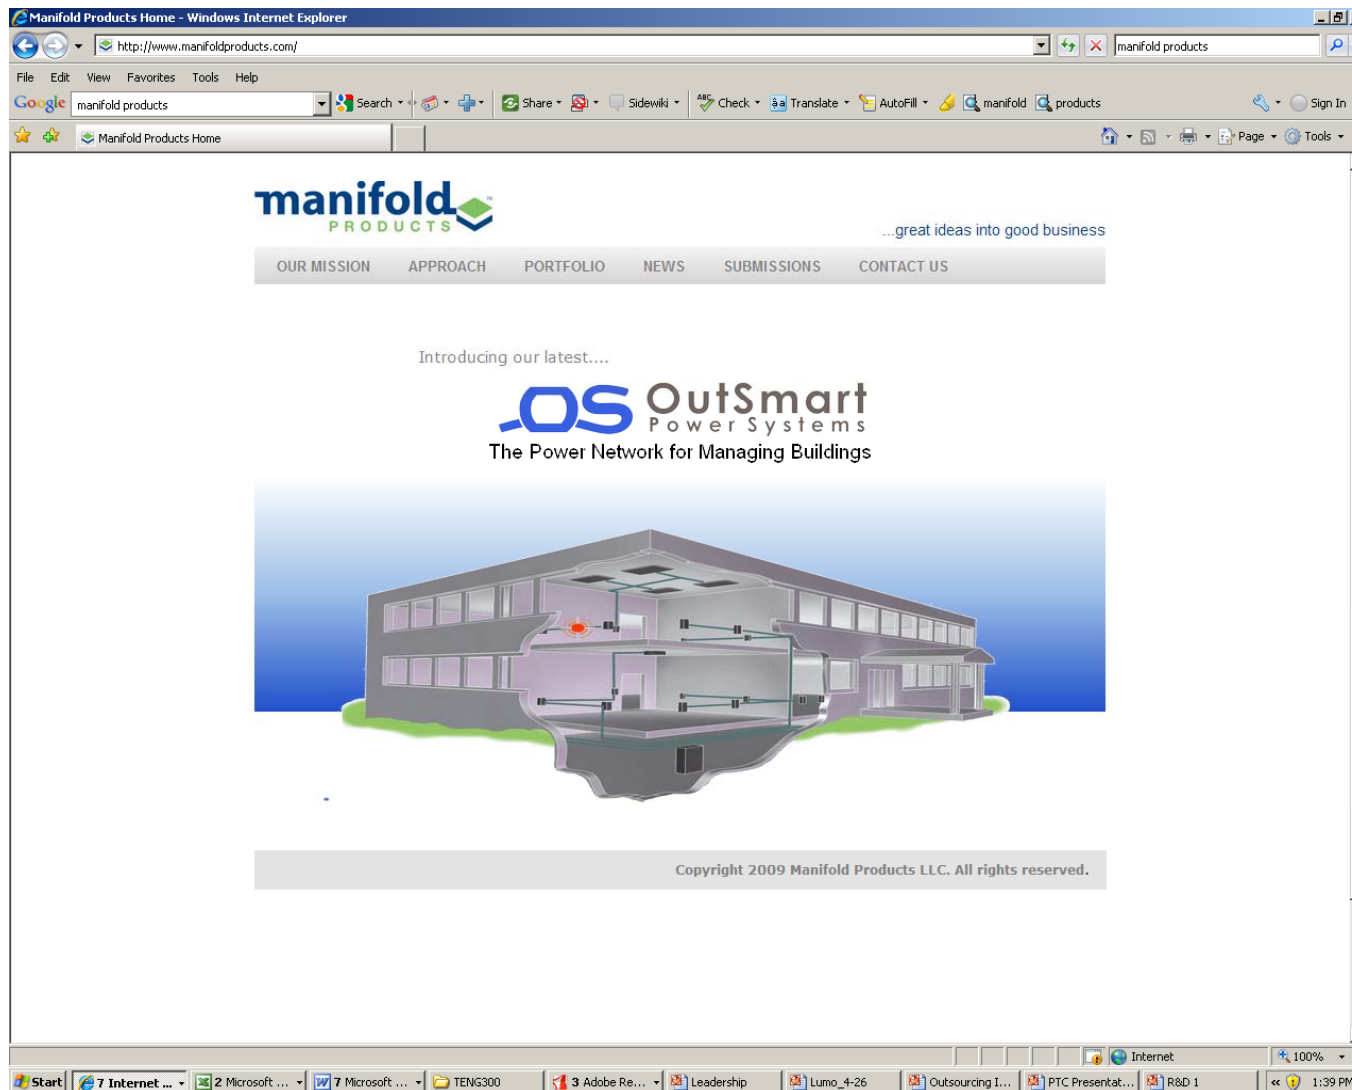 Manifold Products Home - Windows Internet Explorer
http://www.manifoldproducts.com/
manifold products
File Edit View Favorites Tools Help
Google manifold products Search Share Sidewiki Check Translate AutoFill manifold products Sign In
Manifold Products Home Page Tools
manifold
PRODUCTS
...great ideas into good business
OUR MISSION APPROACH PORTFOLIO NEWS SUBMISSIONS CONTACT US
Introducing our latest....
OS OutSmart
Power Systems
The Power Network for Managing Buildings
Copyright 2009 Manifold Products LLC. All rights reserved.
Internet 100%
Start 7 Internet ... 2 Microsoft ... 7 Microsoft ... TENG300 3 Adobe Re... Leadership Lumo_4-26 Outsourcing I... PTC Presentat... R&D 1 « 1:39 PM